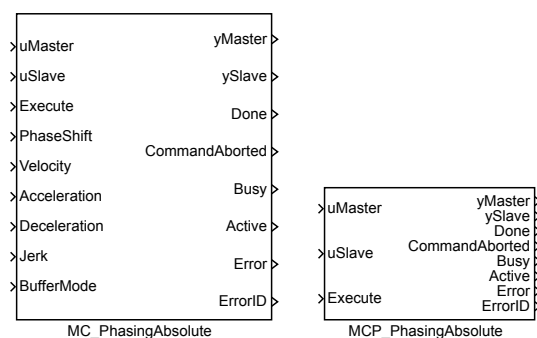 uMaster
uSlave
Execute
PhaseShift
Velocity
Acceleration
Deceleration
Jerk
BufferMode
yMaster
ySlave
Done
CommandAborted
Busy
Active
Error
ErrorID
MC_PhasingAbsolute
uMaster
uSlave
Execute
yMaster
ySlave
Done
CommandAborted
Busy
Active
Error
ErrorID
MCP_PhasingAbsolute